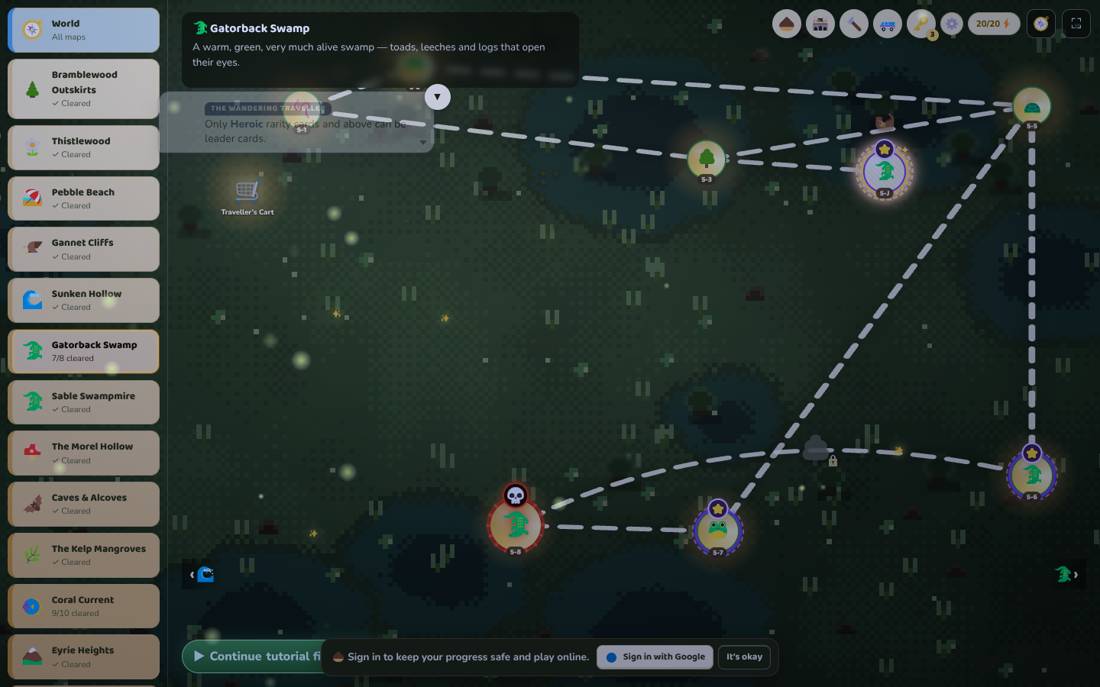 World
All maps
Bramblewood
Outskirts
✓ Cleared
Thistlewood
✓ Cleared
Pebble Beach
✓ Cleared
Gannet Cliffs
✓ Cleared
Sunken Hollow
✓ Cleared
Gatorback Swamp
7/8 cleared
Sable Swampmire
✓ Cleared
The Morel Hollow
✓ Cleared
Caves & Alcoves
✓ Cleared
The Kelp Mangroves
✓ Cleared
Coral Current
9/10 cleared
Eyrie Heights
✓ Cleared
Gatorback Swamp
A warm, green, very much alive swamp — toads, leeches and logs that open
their eyes.
THE WANDERING TRAVELLER
Only Heroic rarity cards and above can be
leader cards.
Traveller's Cart
3
20/20
5-1
5-3
5-J
5-5
5-6
5-7
5-8
Continue tutorial fi
Sign in to keep your progress safe and play online.
Sign in with Google
It's okay